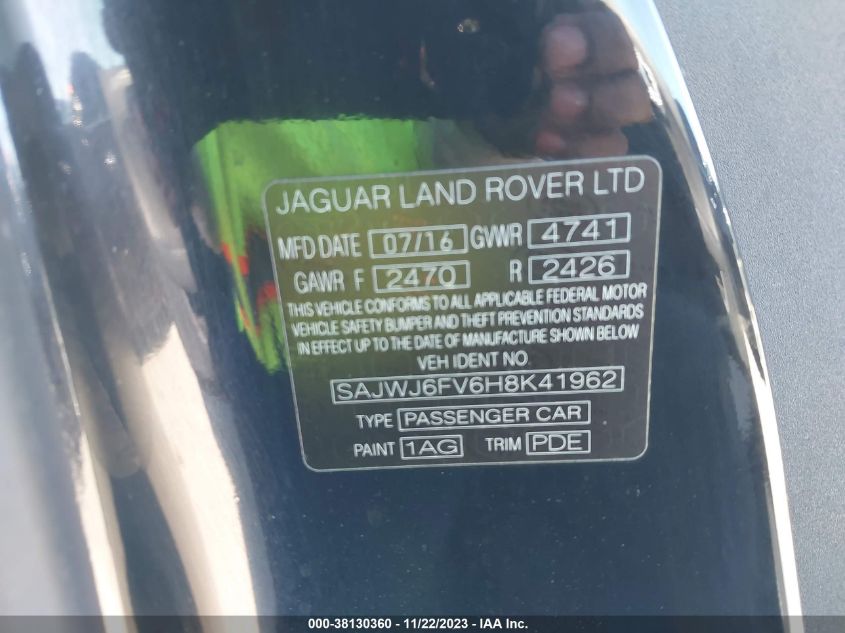 JAGUAR LAND ROVER LTD
MFD DATE 07/16 GVWR 4741
GAWR F 2470 R 2426
THIS VEHICLE CONFORMS TO ALL APPLICABLE FEDERAL MOTOR
VEHICLE SAFETY BUMPER AND THEFT PREVENTION STANDARDS
IN EFFECT UP TO THE DATE OF MANUFACTURE SHOWN BELOW
VEH IDENT NO.
SAJWJ6FV6H8K41962
TYPE PASSENGER CAR
PAINT 1AG TRIM PDE
000-38130360 - 11/22/2023 - IAA Inc.